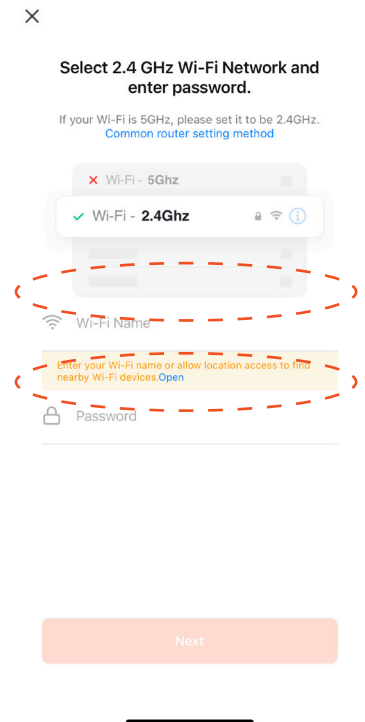 Select 2.4 GHz Wi-Fi Network and
enter password.
If your Wi-Fi is 5GHz, please set it to be 2.4GHz.
Common router setting method
Wi-Fi - 5Ghz
Wi-Fi - 2.4Ghz
Wi-Fi Name
Enter your Wi-Fi name or allow location access to find
nearby Wi-Fi devices.Open
Password
Next